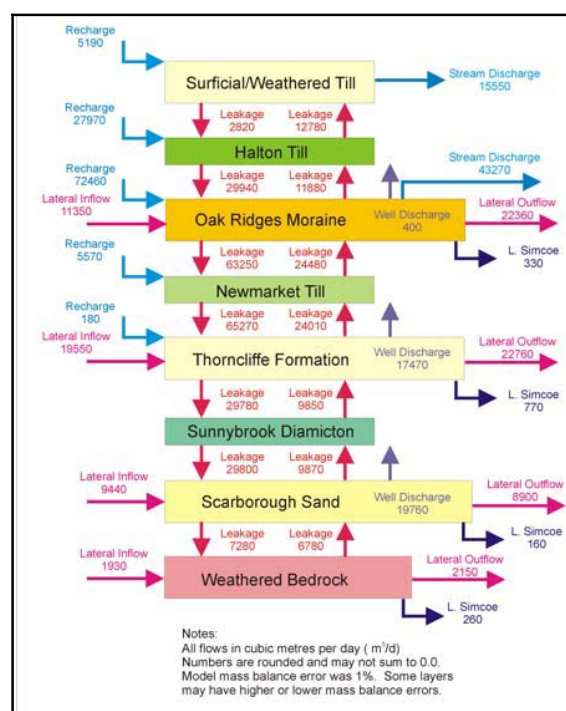 Recharge
5190
Surficial/Weathered Till
Stream Discharge
15550
Recharge
27970
Leakage
2820
Leakage
12780
Halton Till
Recharge
72460
Leakage
29940
Leakage
11880
Stream Discharge
43270
Lateral Inflow
11350
Oak Ridges Moraine
Well Discharge
400
Lateral Outflow
22360
Recharge
5570
Leakage
63250
Leakage
24480
L. Simcoe
330
Newmarket Till
Recharge
180
Leakage
65270
Leakage
24010
Lateral Inflow
19550
Thorncliffe Formation
Well Discharge
17470
Lateral Outflow
22760
Leakage
29780
Leakage
9850
L. Simcoe
770
Sunnybrook Diamicton
Leakage
29800
Leakage
9870
Lateral Inflow
9440
Scarborough Sand
Well Discharge
19760
Lateral Outflow
8900
Leakage
7280
Leakage
6780
L. Simcoe
160
Lateral Inflow
1930
Weathered Bedrock
Lateral Outflow
2150
L. Simcoe
260
Notes:
All flows in cubic metres per day ( m³/d)
Numbers are rounded and may not sum to 0.0.
Model mass balance error was 1%. Some layers
may have higher or lower mass balance errors.